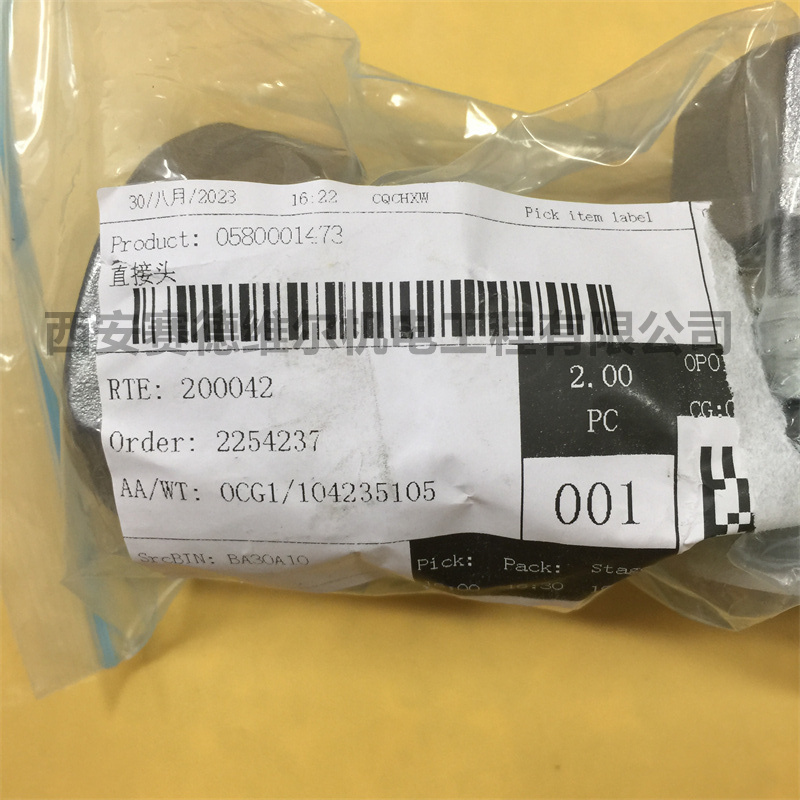 30/八月/2023 16:22 CQCHXW Pick item label
Product: 0580001473
直接头
西安赛德维尔机电工程有限公司
RTE: 200042
2.00
PC
Order: 2254237
AA/WT: OCG1/104235105
001
SrcBIN: BA30A10
Pick: Pack: